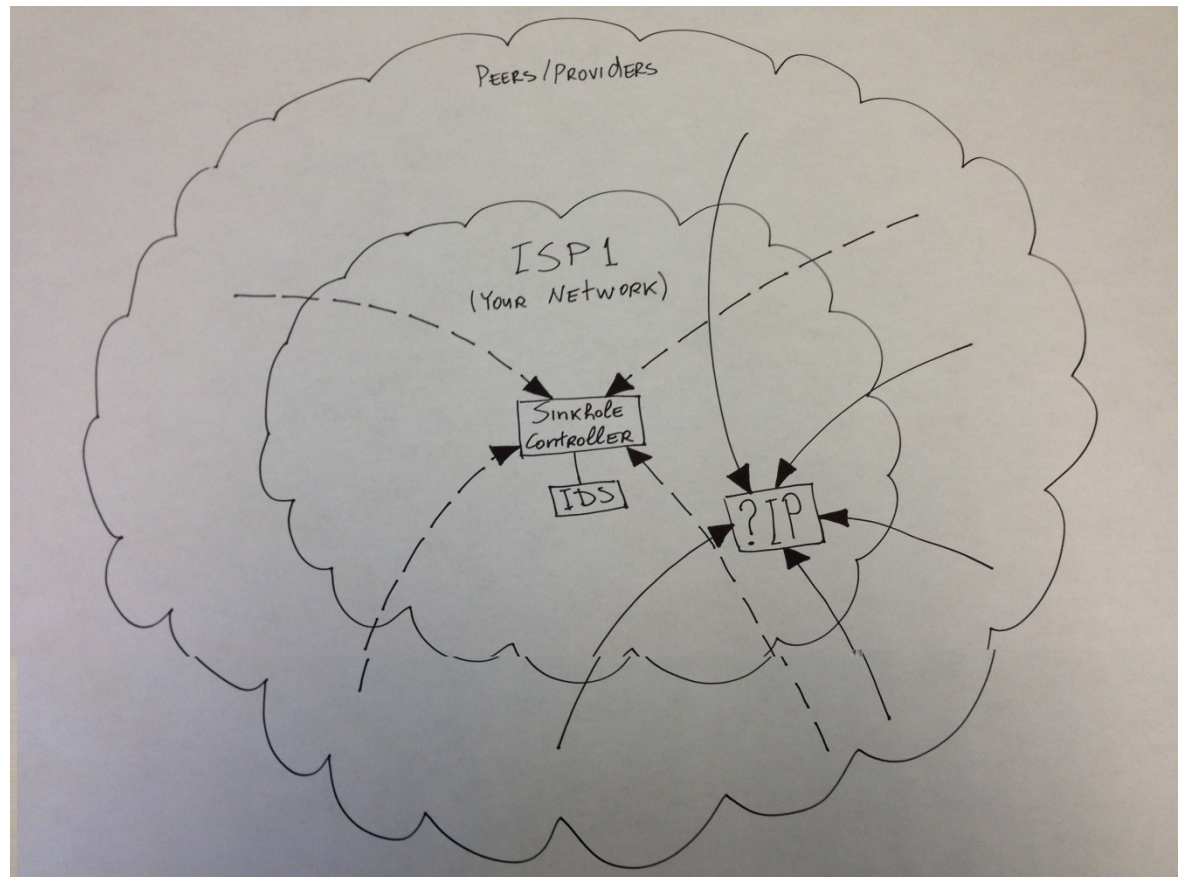 PEERS/PROVIdERS
ISP1
(YOUR NEtWORK)
SinkhoLe
ControLLER
IDS
?IP